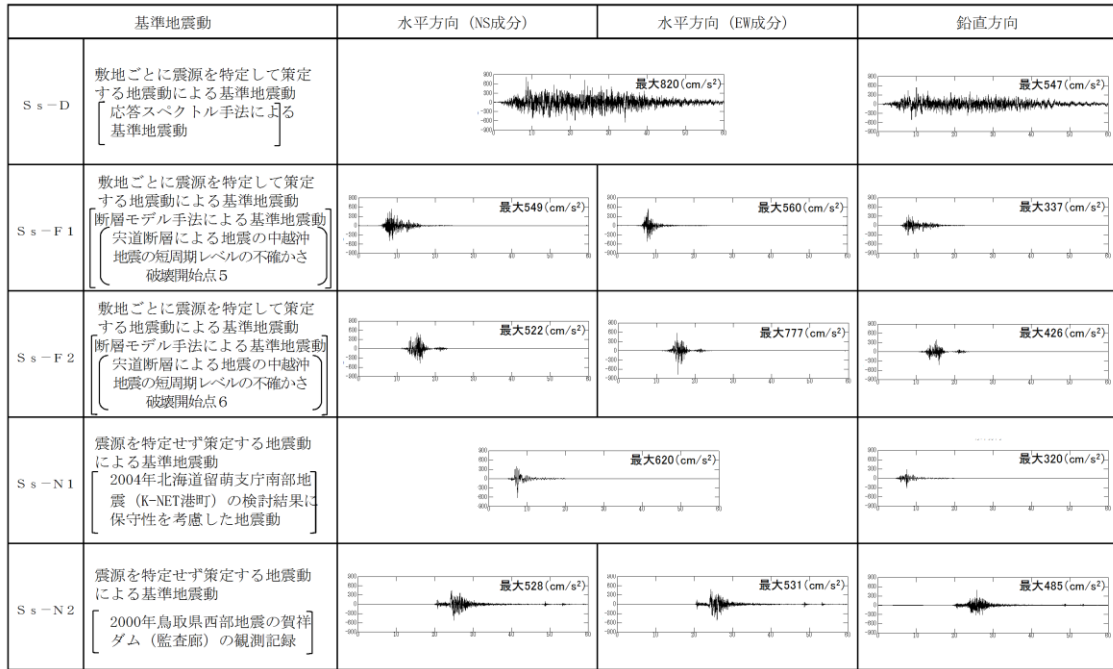 基準地震動
水平方向（NS成分）
水平方向（EW成分）
鉛直方向
Ｓｓ－Ｄ
敷地ごとに震源を特定して策定
する地震動による基準地震動
応答スペクトル手法による
基準地震動
最大820(cm/s²)
最大547(cm/s²)
Ｓｓ－Ｆ１
敷地ごとに震源を特定して策定
する地震動による基準地震動
断層モデル手法による基準地震動
宍道断層による地震の中越沖
地震の短周期レベルの不確かさ
破壊開始点５
最大549(cm/s²)
最大560(cm/s²)
最大337(cm/s²)
Ｓｓ－Ｆ２
敷地ごとに震源を特定して策定
する地震動による基準地震動
断層モデル手法による基準地震動
宍道断層による地震の中越沖
地震の短周期レベルの不確かさ
破壊開始点６
最大522(cm/s²)
最大777(cm/s²)
最大426(cm/s²)
Ｓｓ－Ｎ１
震源を特定せず策定する地震動
による基準地震動
2004年北海道留萌支庁南部地
震（K-NET港町）の検討結果に
保守性を考慮した地震動
最大620(cm/s²)
最大320(cm/s²)
Ｓｓ－Ｎ２
震源を特定せず策定する地震動
による基準地震動
2000年鳥取県西部地震の賀祥
ダム（監査廊）の観測記録
最大528(cm/s²)
最大531(cm/s²)
最大485(cm/s²)